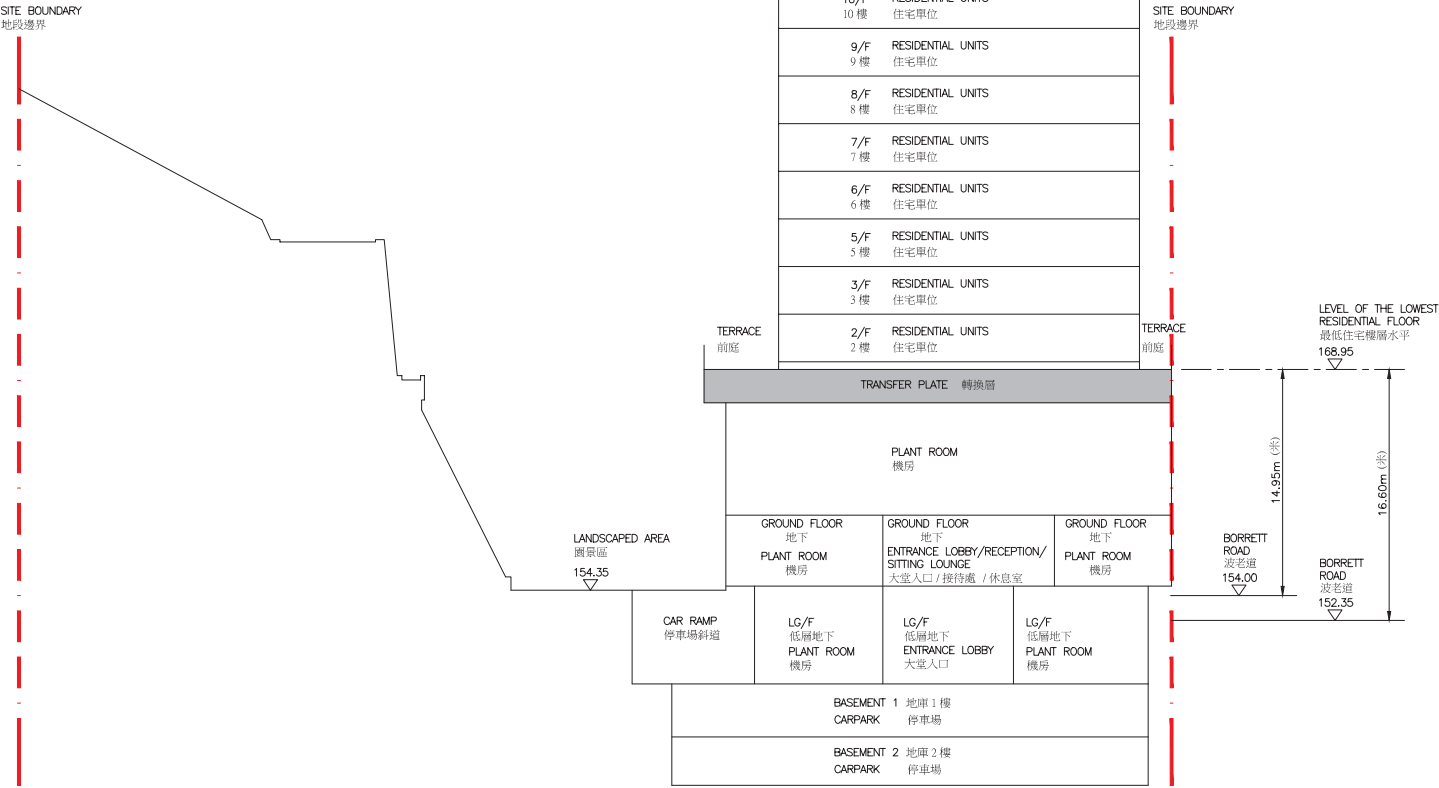 SITE BOUNDARY
地段邊界
10/F RESIDENTIAL UNITS
10 樓 住宅單位
SITE BOUNDARY
地段邊界
9/F RESIDENTIAL UNITS
9 樓 住宅單位
8/F RESIDENTIAL UNITS
8 樓 住宅單位
7/F RESIDENTIAL UNITS
7 樓 住宅單位
6/F RESIDENTIAL UNITS
6 樓 住宅單位
5/F RESIDENTIAL UNITS
5 樓 住宅單位
3/F RESIDENTIAL UNITS
3 樓 住宅單位
2/F RESIDENTIAL UNITS
2 樓 住宅單位
TERRACE
前庭
TERRACE
前庭
LEVEL OF THE LOWEST
RESIDENTIAL FLOOR
最低住宅樓層水平
168.95
TRANSFER PLATE 轉換層
PLANT ROOM
機房
14.95m (米)
16.60m (米)
GROUND FLOOR
地下
PLANT ROOM
機房
GROUND FLOOR
地下
ENTRANCE LOBBY/RECEPTION/
SITTING LOUNGE
大堂入口 / 接待處 / 休息室
GROUND FLOOR
地下
PLANT ROOM
機房
LANDSCAPED AREA
園景區
154.35
BORRETT
ROAD
波老道
154.00
BORRETT
ROAD
波老道
152.35
CAR RAMP
停車場斜道
LG/F
低層地下
PLANT ROOM
機房
LG/F
低層地下
ENTRANCE LOBBY
大堂入口
LG/F
低層地下
PLANT ROOM
機房
BASEMENT 1 地庫 1 樓
CARPARK 停車場
BASEMENT 2 地庫 2 樓
CARPARK 停車場